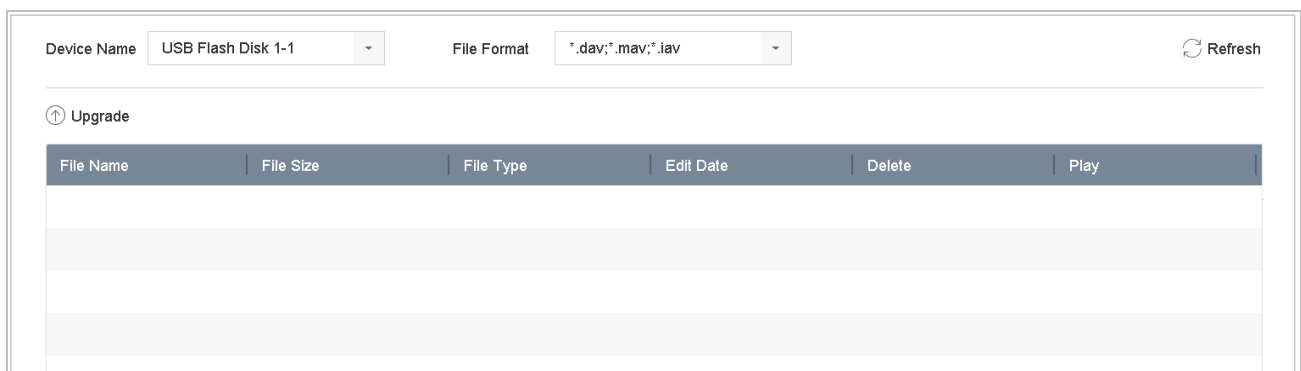 Device Name USB Flash Disk 1-1 File Format *.dav;*.mav;*.iav Refresh
Upgrade
File Name File Size File Type Edit Date Delete Play